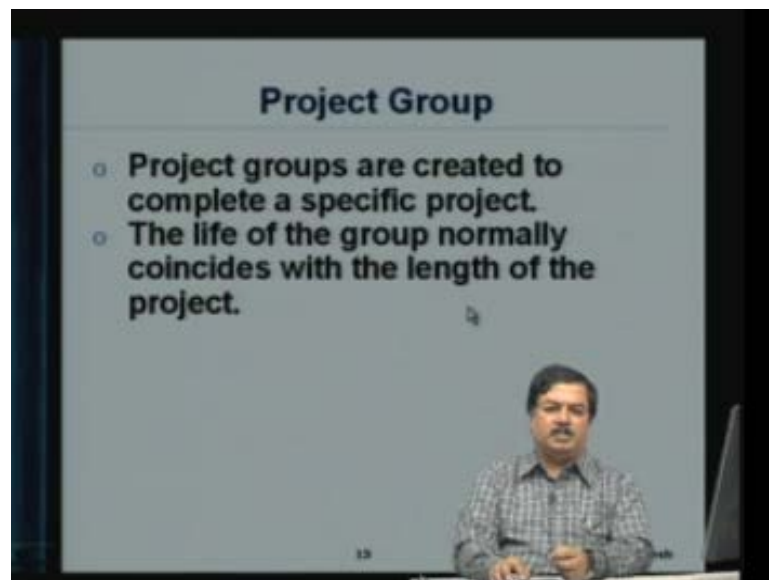 Project Group
o Project groups are created to
complete a specific project.
o The life of the group normally
coincides with the length of the
project.
13